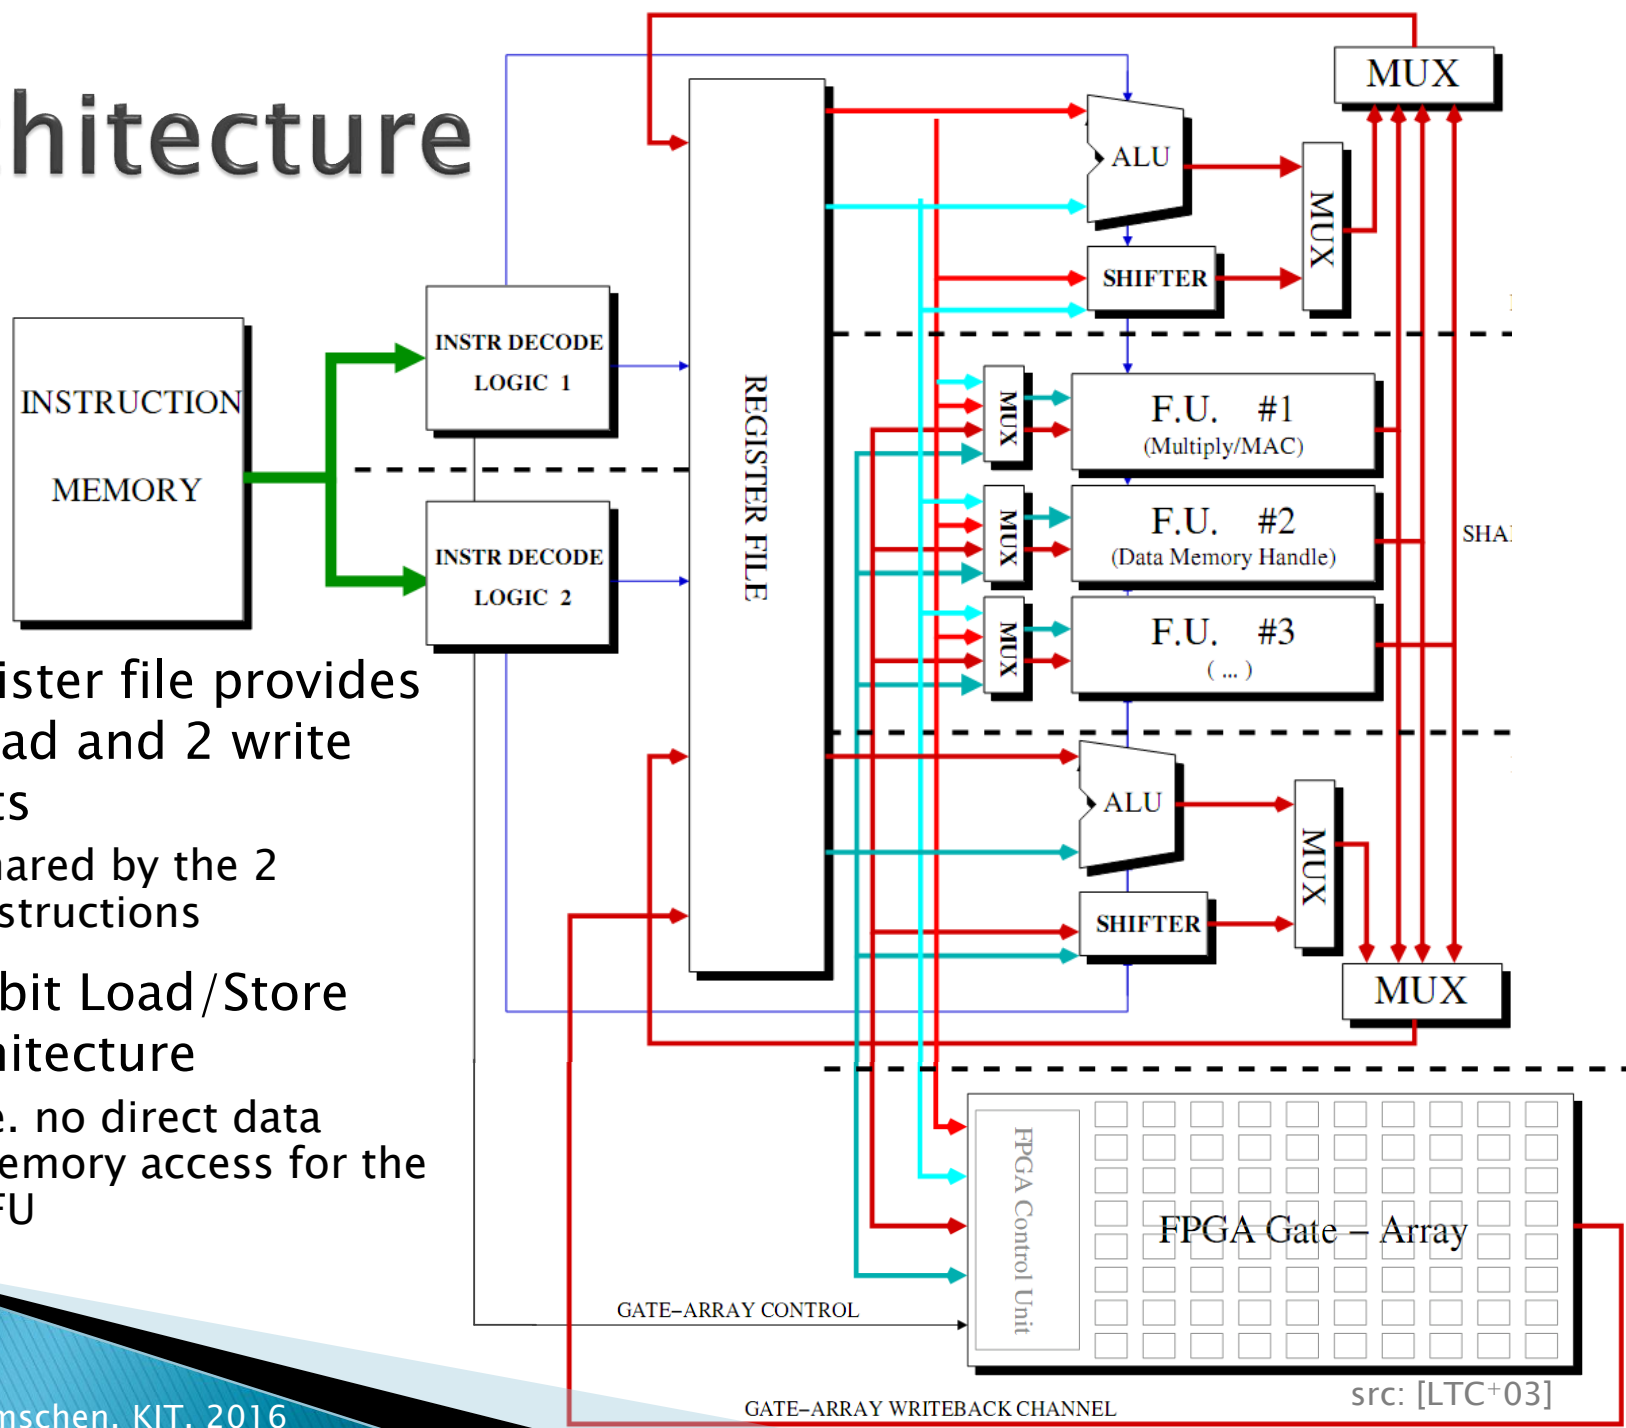 hitecture
ister file provides
ad and 2 write
ts
nared by the 2
structions
bit Load/Store
hitecture
e. no direct data
emory access for the
FU
mschen, KIT, 2016
INSTRUCTION
MEMORY
INSTR DECODE
LOGIC 1
INSTR DECODE
LOGIC 2
REGISTER FILE
ALU
SHIFTER
MUX
MUX
MUX
F.U. #1
(Multiply/MAC)
MUX
F.U. #2
(Data Memory Handle)
MUX
F.U. #3
( ... )
SHA
ALU
SHIFTER
MUX
MUX
FPGA Control Unit
FPGA Gate – Array
GATE–ARRAY CONTROL
src: [LTC+03]
GATE–ARRAY WRITEBACK CHANNEL